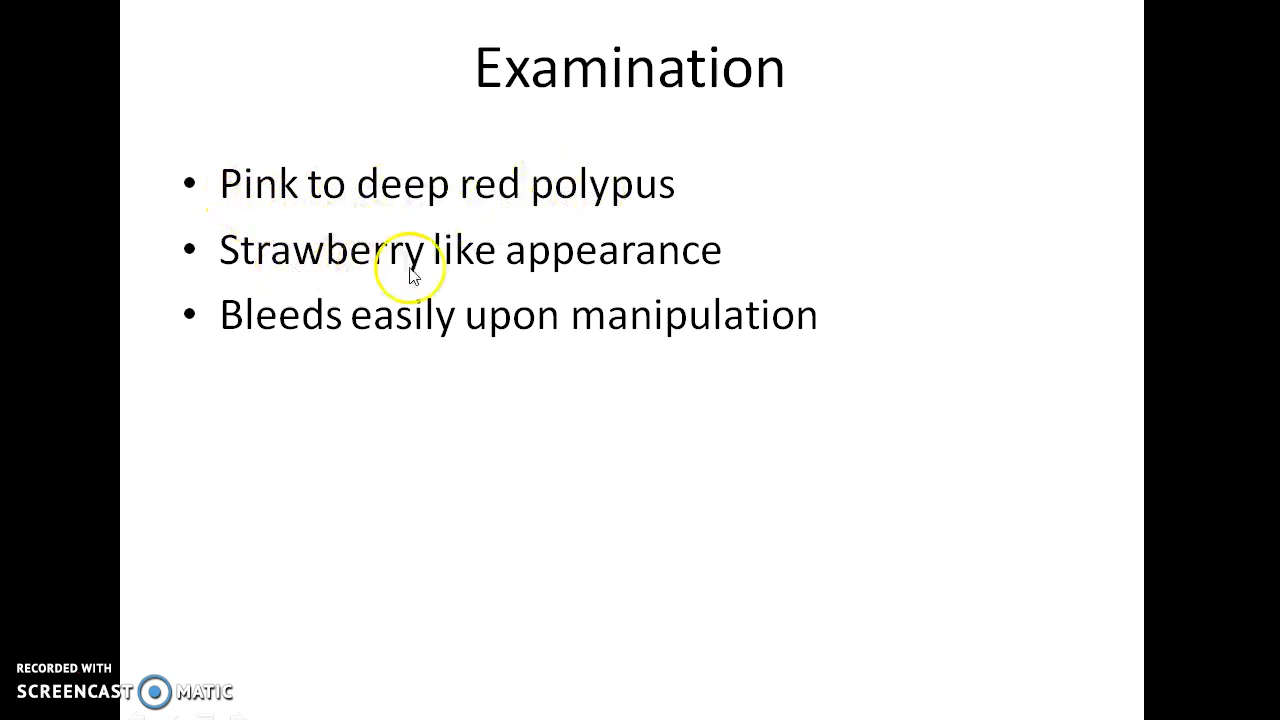 Examination
• Pink to deep red polypus
• Strawberry like appearance
• Bleeds easily upon manipulation
RECORDED WITH
SCREENCAST MATIC